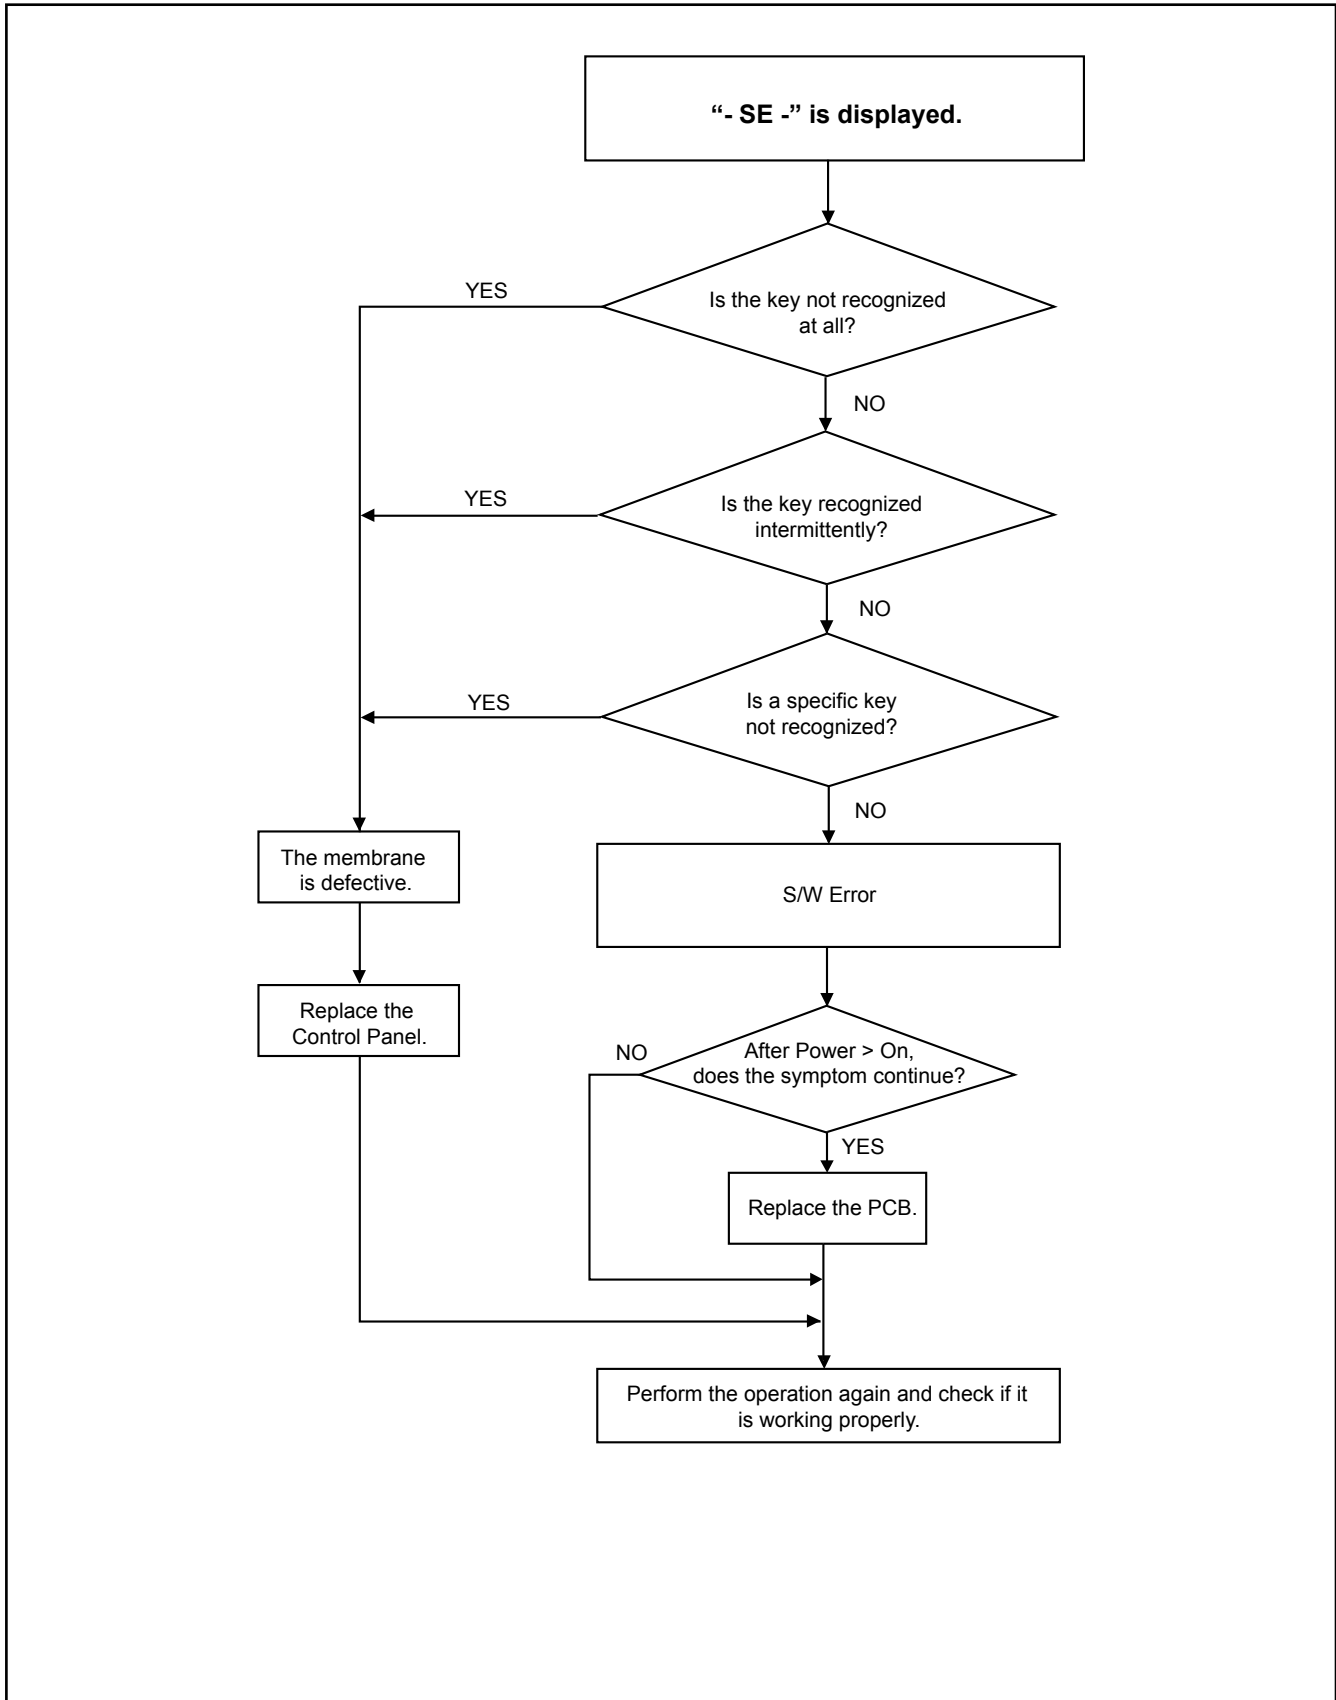 “- SE -” is displayed.
YES
Is the key not recognized
at all?
NO
YES
Is the key recognized
intermittently?
NO
YES
Is a specific key
not recognized?
NO
The membrane
is defective.
S/W Error
Replace the
Control Panel.
NO
After Power > On,
does the symptom continue?
YES
Replace the PCB.
Perform the operation again and check if it
is working properly.